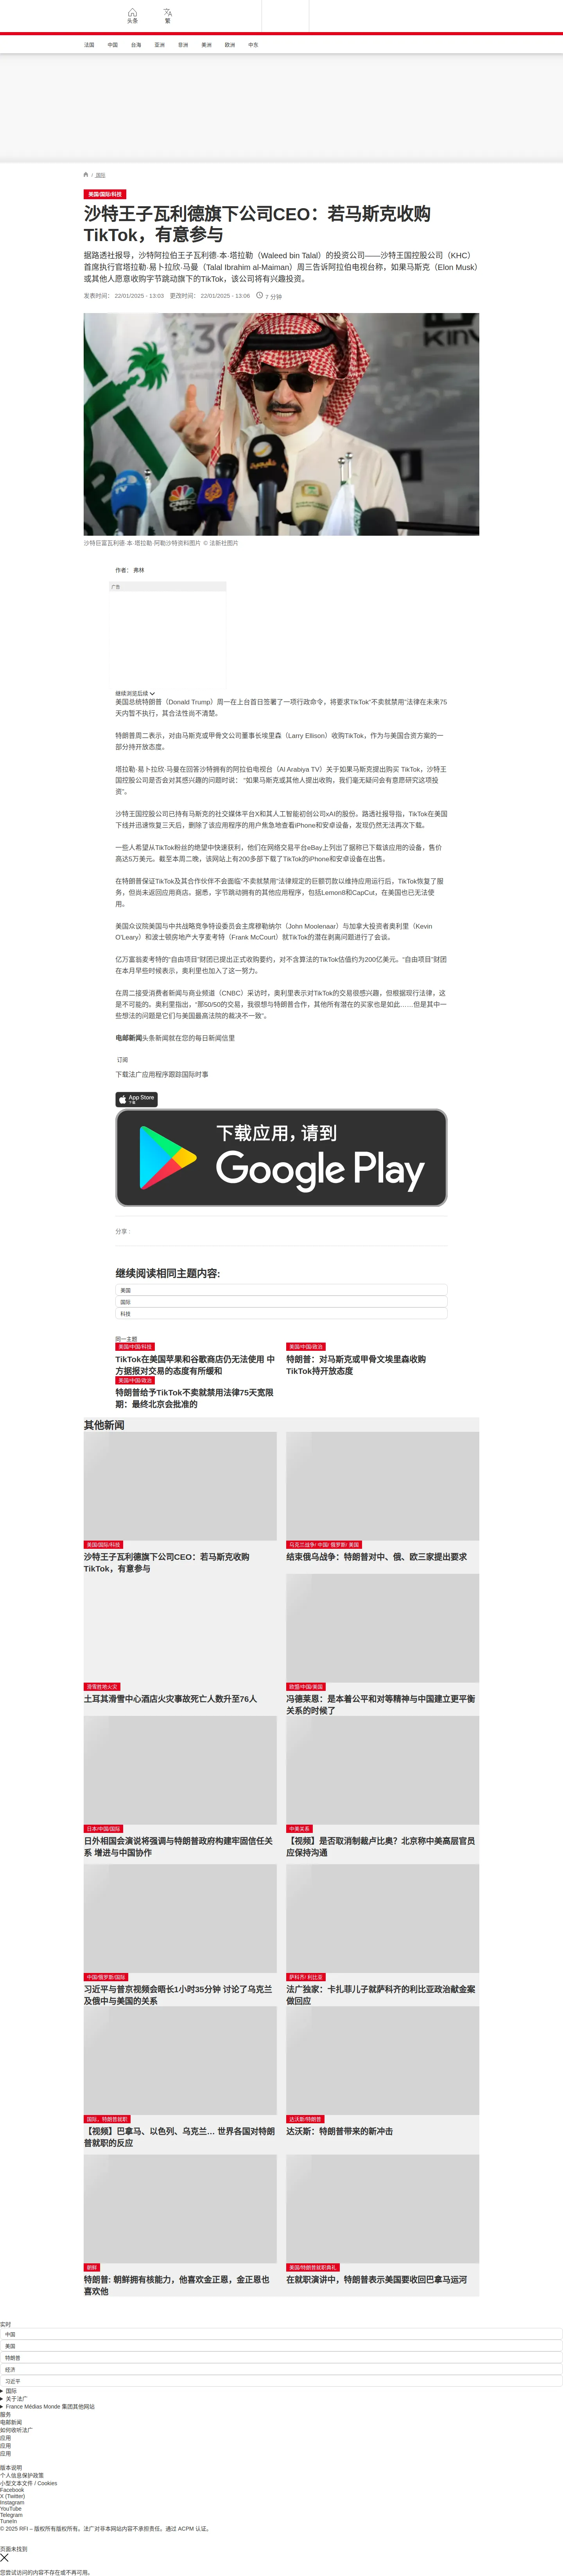 头条
繁
法国 中国 台海 亚洲 非洲 美洲 欧洲 中东
/ 国际
美国/国际/科技
沙特王子瓦利德旗下公司CEO：若马斯克收购
TikTok，有意参与
据路透社报导，沙特阿拉伯王子瓦利德·本·塔拉勒（Waleed bin Talal）的投资公司——沙特王国控股公司（KHC）
首席执行官塔拉勒·易卜拉欣·马曼（Talal Ibrahim al-Maiman）周三告诉阿拉伯电视台称，如果马斯克（Elon Musk）
或其他人愿意收购字节跳动旗下的TikTok，该公司将有兴趣投资。
发表时间： 22/01/2025 - 13:03 更改时间： 22/01/2025 - 13:06 7 分钟
CNBC
沙特巨富瓦利德·本·塔拉勒·阿勒沙特资料图片 © 法新社图片
作者： 弗林
广告
继续浏览后续
美国总统特朗普（Donald Trump）周一在上台首日签署了一项行政命令，将要求TikTok“不卖就禁用”法律在未来75
天内暂不执行，其合法性尚不清楚。
特朗普周二表示，对由马斯克或甲骨文公司董事长埃里森（Larry Ellison）收购TikTok，作为与美国合资方案的一
部分持开放态度。
塔拉勒·易卜拉欣·马曼在回答沙特拥有的阿拉伯电视台（Al Arabiya TV）关于如果马斯克提出购买 TikTok，沙特王
国控股公司是否会对其感兴趣的问题时说： “如果马斯克或其他人提出收购，我们毫无疑问会有意愿研究这项投
资”。
沙特王国控股公司已持有马斯克的社交媒体平台X和其人工智能初创公司xAI的股份。路透社报导指，TikTok在美国
下线并迅速恢复三天后，删除了该应用程序的用户焦急地查看iPhone和安卓设备，发现仍然无法再次下载。
一些人希望从TikTok粉丝的绝望中快速获利，他们在网络交易平台eBay上列出了据称已下载该应用的设备，售价
高达5万美元。截至本周二晚，该网站上有200多部下载了TikTok的iPhone和安卓设备在出售。
在特朗普保证TikTok及其合作伙伴不会面临“不卖就禁用”法律规定的巨额罚款以维持应用运行后，TikTok恢复了服
务，但尚未返回应用商店。据悉，字节跳动拥有的其他应用程序，包括Lemon8和CapCut，在美国也已无法使
用。
美国众议院美国与中共战略竞争特设委员会主席穆勒纳尔（John Moolenaar）与加拿大投资者奥利里（Kevin
O'Leary）和波士顿房地产大亨麦考特（Frank McCourt）就TikTok的潜在剥离问题进行了会谈。
亿万富翁麦考特的“自由项目”财团已提出正式收购要约，对不含算法的TikTok估值约为200亿美元。“自由项目”财团
在本月早些时候表示，奥利里也加入了这一努力。
在周二接受消费者新闻与商业频道（CNBC）采访时，奥利里表示对TikTok的交易很感兴趣，但根据现行法律，这
是不可能的。奥利里指出，“那50/50的交易，我很想与特朗普合作，其他所有潜在的买家也是如此……但是其中一
些想法的问题是它们与美国最高法院的裁决不一致”。
电邮新闻头条新闻就在您的每日新闻信里
订阅
下载法广应用程序跟踪国际时事
App Store
下载
下载应用，请到
Google Play
分享 :
继续阅读相同主题内容:
美国
国际
科技
同一主题
美国/中国/科技
TikTok在美国苹果和谷歌商店仍无法使用 中
方据报对交易的态度有所缓和
美国/中国/政治
特朗普：对马斯克或甲骨文埃里森收购
TikTok持开放态度
美国/中国/政治
特朗普给予TikTok不卖就禁用法律75天宽限
期：最终北京会批准的
其他新闻
美国/国际/科技
沙特王子瓦利德旗下公司CEO：若马斯克收购
TikTok，有意参与
马克兰战争/ 中国/ 俄罗斯/ 美国
结束俄乌战争：特朗普对中、俄、欧三家提出要求
滑雪胜地火灾
土耳其滑雪中心酒店火灾事故死亡人数升至76人
欧盟/中国/美国
冯德莱恩：是本着公平和对等精神与中国建立更平衡
关系的时候了
日本/中国/国际
日外相国会演说将强调与特朗普政府构建牢固信任关
系 增进与中国协作
中美关系
【视频】是否取消制裁卢比奥？北京称中美高层官员
应保持沟通
中国/俄罗斯/国际
习近平与普京视频会晤长1小时35分钟 讨论了乌克兰
及俄中与美国的关系
萨科齐/ 利比亚
法广独家：卡扎菲儿子就萨科齐的利比亚政治献金案
做回应
国际，特朗普就职
【视频】巴拿马、以色列、乌克兰… 世界各国对特朗
普就职的反应
达沃斯/特朗普
达沃斯：特朗普带来的新冲击
朝鲜
特朗普: 朝鲜拥有核能力，他喜欢金正恩，金正恩也
喜欢他
美国/特朗普就职典礼
在就职演讲中，特朗普表示美国要收回巴拿马运河
实时
中国
美国
特朗普
经济
习近平
国际
关于法广
France Médias Monde 集团其他网站
服务
电邮新闻
如何收听法广
应用
应用
应用
版本说明
个人信息保护政策
小型文本文件 / Cookies
Facebook
X (Twitter)
Instagram
YouTube
Telegram
TuneIn
© 2025 RFI – 版权所有版权所有。法广对非本网站内容不承担责任。通过 ACPM 认证。
页面未找到
您尝试访问的内容不存在或不再可用。